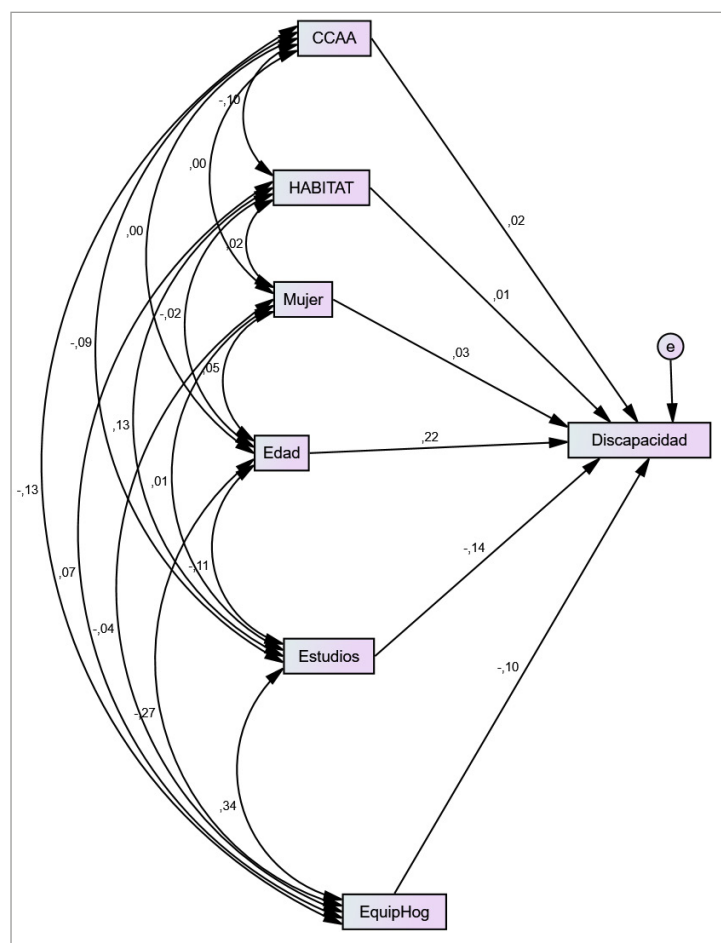 CCAA
-,10
,00
HABITAT
,02
,00
,02
,01
Mujer
-,02
-,09
e
,03
,05
,13
Discapacidad
,22
Edad
,01
-,13
-,14
-,11
,07
-,04
Estudios
-,10
-,27
,34
EquipHog